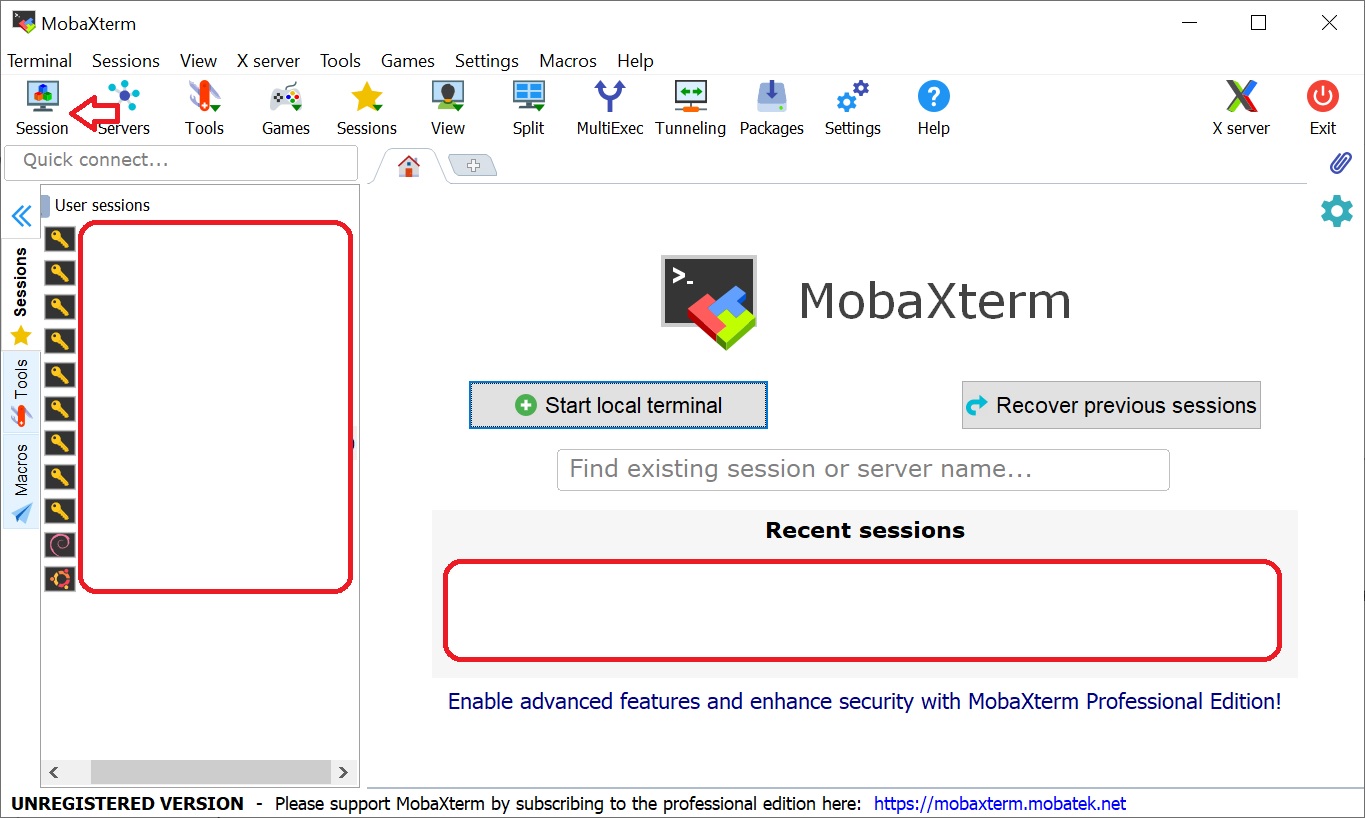 MobaXterm
Terminal Sessions View X server Tools Games Settings Macros Help
Session Servers Tools Games Sessions View Split MultiExec Tunneling Packages Settings Help X server Exit
Quick connect...
User sessions
Sessions
Tools
Macros
>_ MobaXterm
Start local terminal Recover previous sessions
Find existing session or server name...
Recent sessions
Enable advanced features and enhance security with MobaXterm Professional Edition!
UNREGISTERED VERSION - Please support MobaXterm by subscribing to the professional edition here: https://mobaxterm.mobatek.net